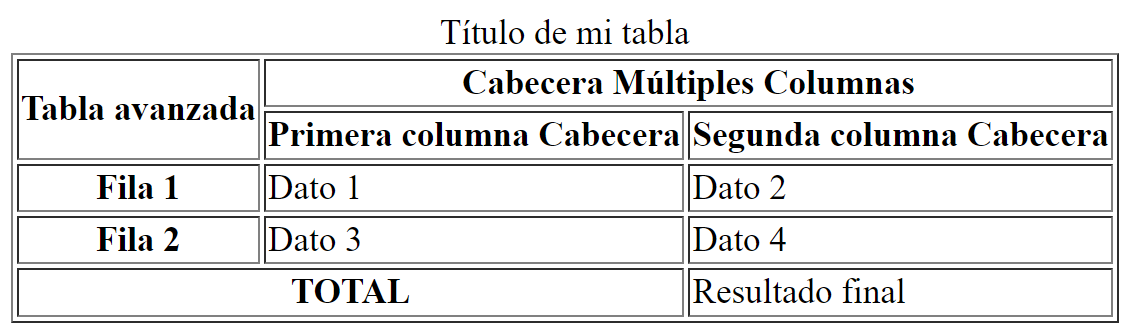 Título de mi tabla
Tabla avanzada
Cabecera Múltiples Columnas
Primera columna Cabecera Segunda columna Cabecera
Fila 1 Dato 1 Dato 2
Fila 2 Dato 3 Dato 4
TOTAL Resultado final